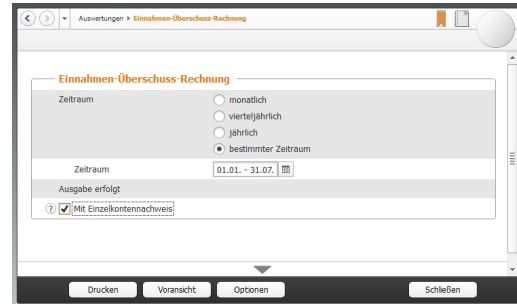 Auswertungen ▸ Einnahmen-Überschuss-Rechnung
Einnahmen-Überschuss-Rechnung
Zeitraum
monatlich
vierteljährlich
jährlich
bestimmter Zeitraum
Zeitraum 01.01. - 31.07.
Ausgabe erfolgt
? Mit Einzelkontennachweis
Drucken Voransicht Optionen Schließen